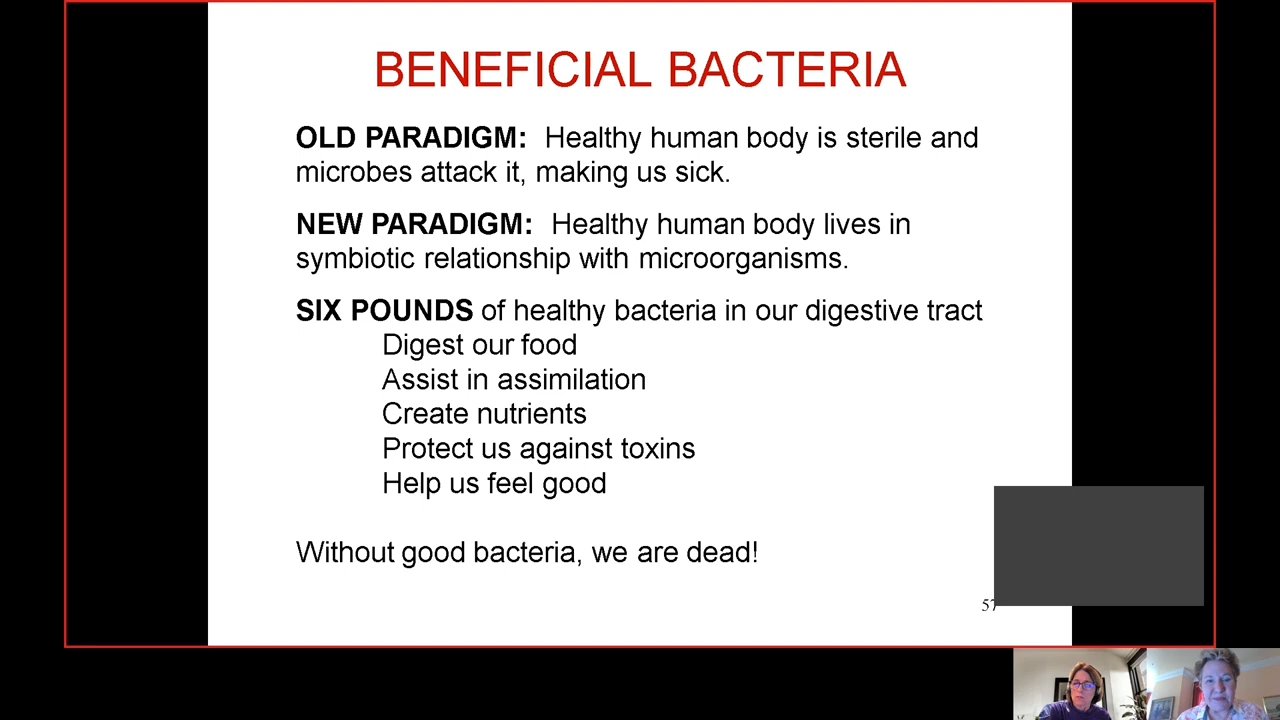 BENEFICIAL BACTERIA
OLD PARADIGM: Healthy human body is sterile and
microbes attack it, making us sick.
NEW PARADIGM: Healthy human body lives in
symbiotic relationship with microorganisms.
SIX POUNDS of healthy bacteria in our digestive tract
Digest our food
Assist in assimilation
Create nutrients
Protect us against toxins
Help us feel good
Without good bacteria, we are dead!
57